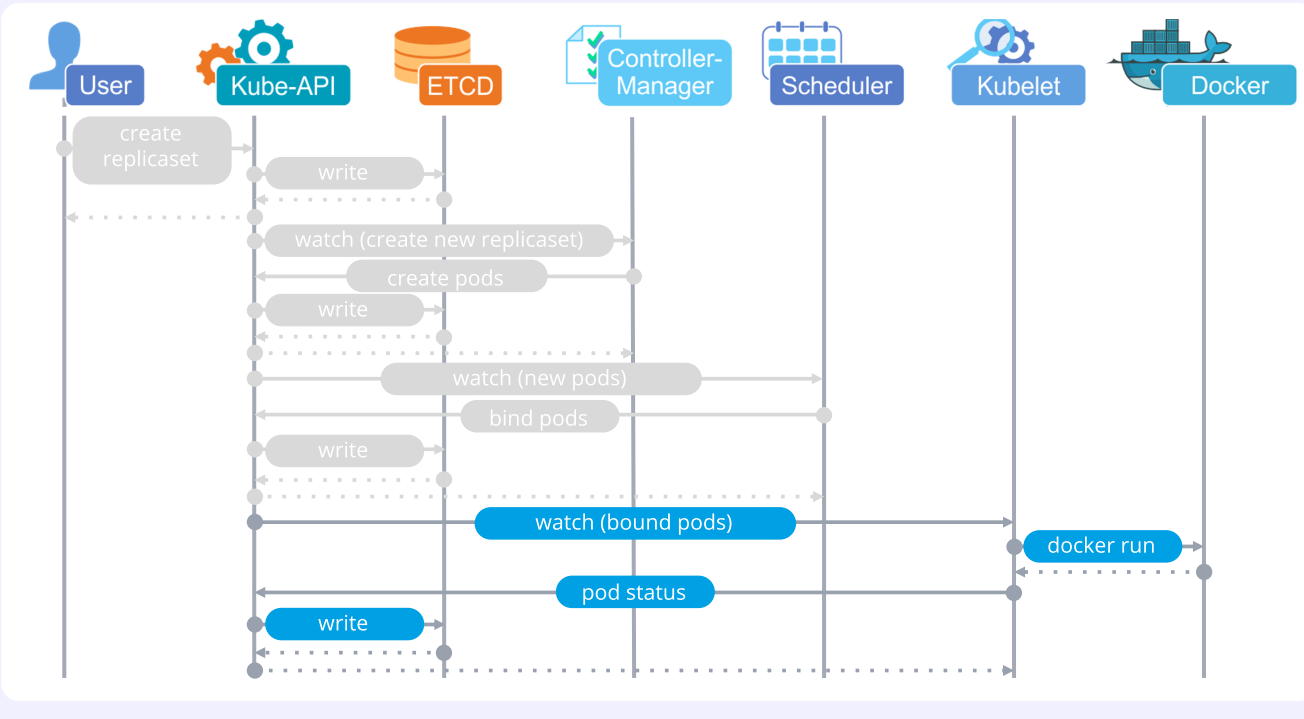 User
Kube-API
ETCD
Controller-
Manager
Scheduler
Kubelet
Docker
create
replicaset
write
watch (create new replicaset)
create pods
write
watch (new pods)
bind pods
write
watch (bound pods)
docker run
pod status
write